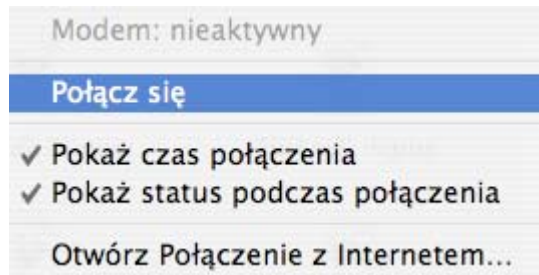 Modem: nieaktywny
Połącz się
Pokaż czas połączenia
Pokaż status podczas połączenia
Otwórz Połączenie z Internetem...